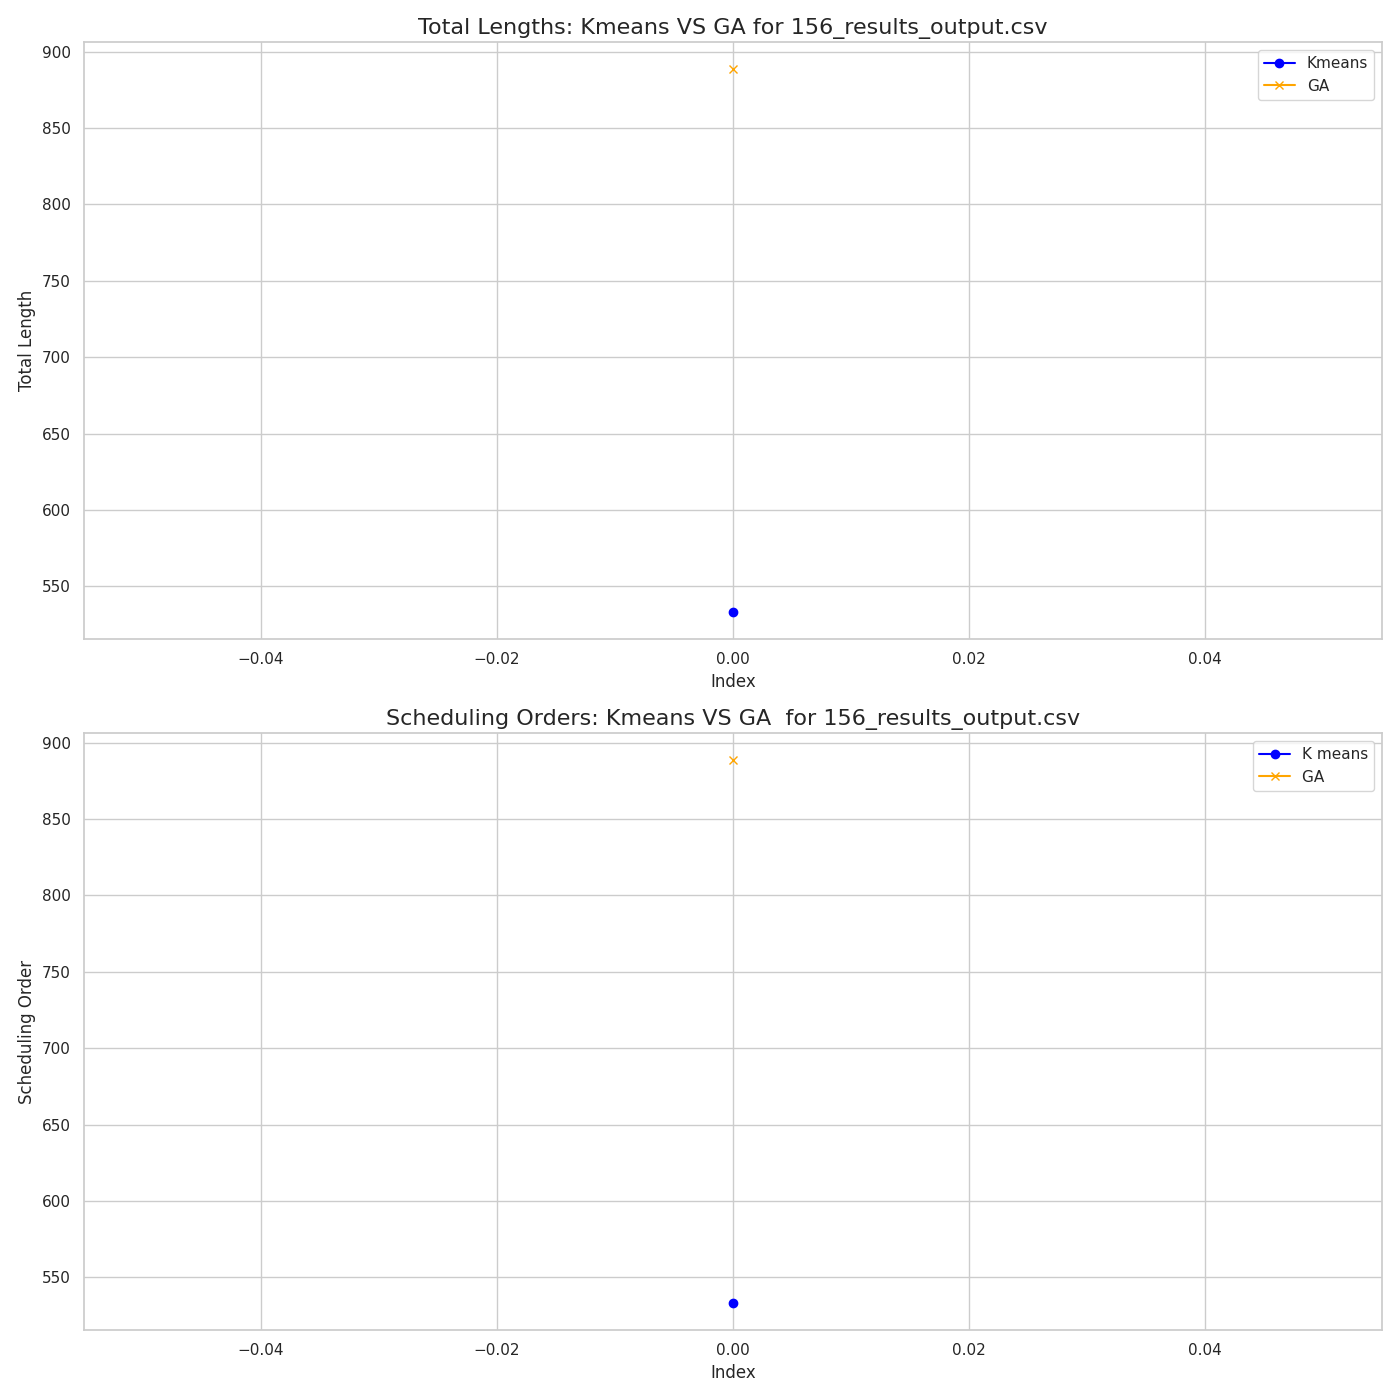 Total Lengths: Kmeans VS GA for 156_results_output.csv
900
850
800
750
700
650
600
550
Total Length
Kmeans
GA
−0.04
−0.02
0.00
0.02
0.04
Index
Scheduling Orders: Kmeans VS GA  for 156_results_output.csv
900
850
800
750
700
650
600
550
Scheduling Order
K means
GA
−0.04
−0.02
0.00
0.02
0.04
Index